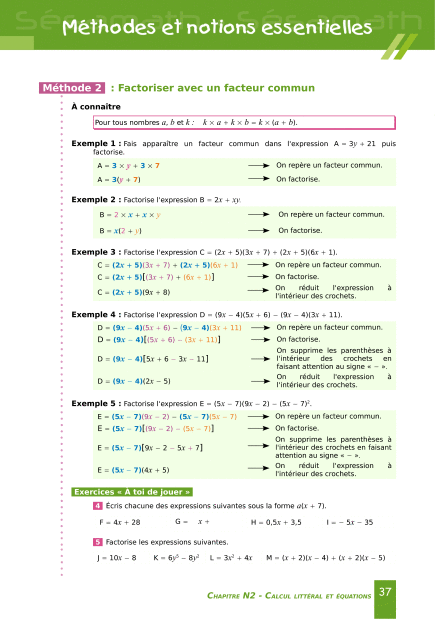 Sésamath Sésamath
Méthodes et notions essentielles
Méthode 2 : Factoriser avec un facteur commun
À connaître
Pour tous nombres a, b et k : k × a + k × b = k × (a + b).
Exemple 1 : Fais apparaître un facteur commun dans l'expression A = 3y + 21 puis
factorise.
A = 3 × y + 3 × 7 On repère un facteur commun.
A = 3(y + 7) On factorise.
Exemple 2 : Factorise l'expression B = 2x + xy.
B = 2 × x + x × y On repère un facteur commun.
B = x(2 + y) On factorise.
Exemple 3 : Factorise l'expression C = (2x + 5)(3x + 7) + (2x + 5)(6x + 1).
C = (2x + 5)(3x + 7) + (2x + 5)(6x + 1) On repère un facteur commun.
C = (2x + 5)[(3x + 7) + (6x + 1)] On factorise.
C = (2x + 5)(9x + 8) On réduit l'expression à
l'intérieur des crochets.
Exemple 4 : Factorise l'expression D = (9x − 4)(5x + 6) − (9x − 4)(3x + 11).
D = (9x − 4)(5x + 6) − (9x − 4)(3x + 11) On repère un facteur commun.
D = (9x − 4)[(5x + 6) − (3x + 11)] On factorise.
On supprime les parenthèses à
D = (9x − 4)[5x + 6 − 3x − 11] l'intérieur des crochets en
faisant attention au signe « − ».
D = (9x − 4)(2x − 5) On réduit l'expression à
l'intérieur des crochets.
Exemple 5 : Factorise l'expression E = (5x − 7)(9x − 2) − (5x − 7)².
E = (5x − 7)(9x − 2) − (5x − 7)(5x − 7) On repère un facteur commun.
E = (5x − 7)[(9x − 2) − (5x − 7)] On factorise.
On supprime les parenthèses à
E = (5x − 7)[9x − 2 − 5x + 7] l'intérieur des crochets en faisant
attention au signe « − ».
E = (5x − 7)(4x + 5) On réduit l'expression à
l'intérieur des crochets.
Exercices « À toi de jouer »
4 Écris chacune des expressions suivantes sous la forme a(x + 7).
F = 4x + 28 G = x + H = 0,5x + 3,5 I = − 5x − 35
5 Factorise les expressions suivantes.
J = 10x − 8 K = 6y⁵ − 8y² L = 3x² + 4x M = (x + 2)(x − 4) + (x + 2)(x − 5)
CHAPITRE N2 - CALCUL LITTÉRAL ET ÉQUATIONS 37